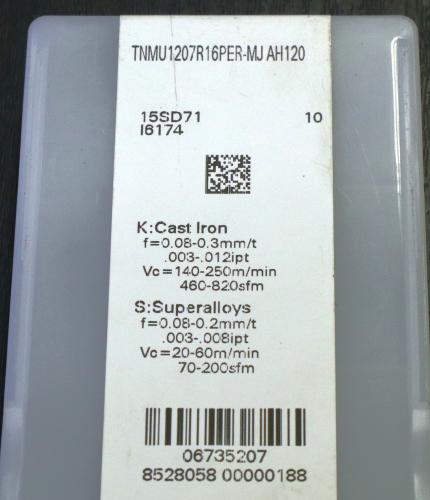 TNMU1207R16PER-MJ AH120
15SD71 10
I6174
K:Cast Iron
f=0.08-0.3mm/t
.003-.012ipt
Vc=140-250m/min
460-820sfm
S:Superalloys
f=0.08-0.2mm/t
.003-.008ipt
Vc=20-60m/min
70-200sfm
06735207
8528058 00000188